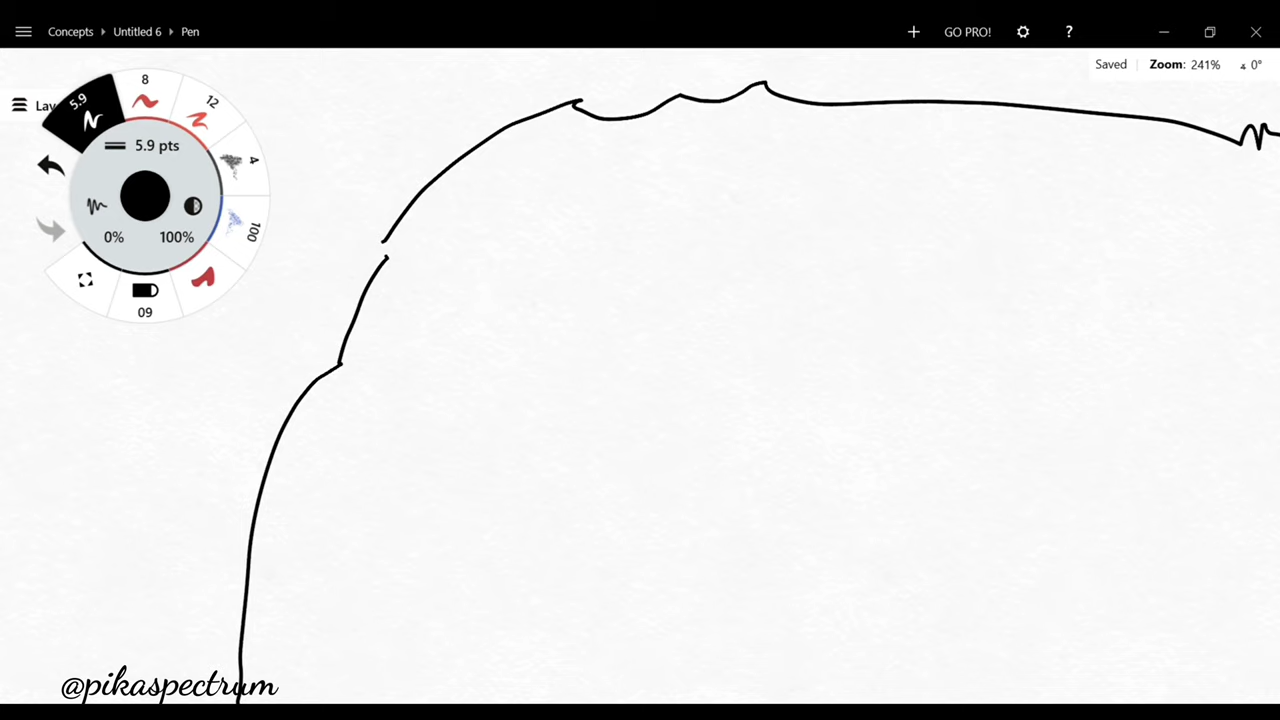 Concepts ▸ Untitled 6 ▸ Pen
GO PRO!
?
Saved
Zoom: 241%
0°
Lay
5.9
8
12
4
100
5.9 pts
0%
100%
60
@pikaspectrum